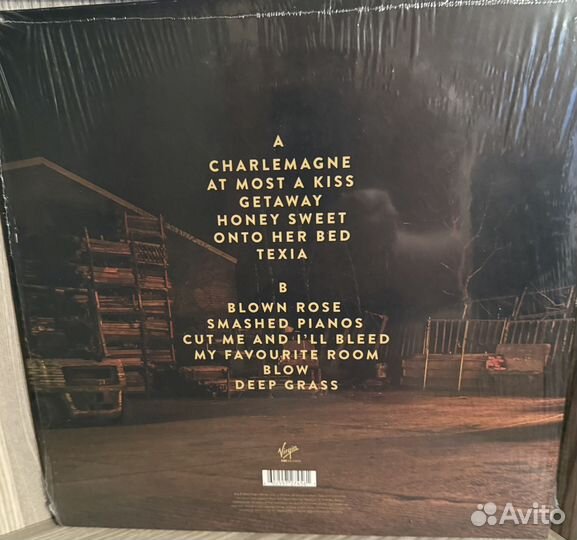 A
CHARLEMAGNE
AT MOST A KISS
GETAWAY
HONEY SWEET
ONTO HER BED
TEXIA
B
BLOWN ROSE
SMASHED PIANOS
CUT ME AND I'LL BLEED
MY FAVOURITE ROOM
BLOW
DEEP GRASS
Virgin
Avito